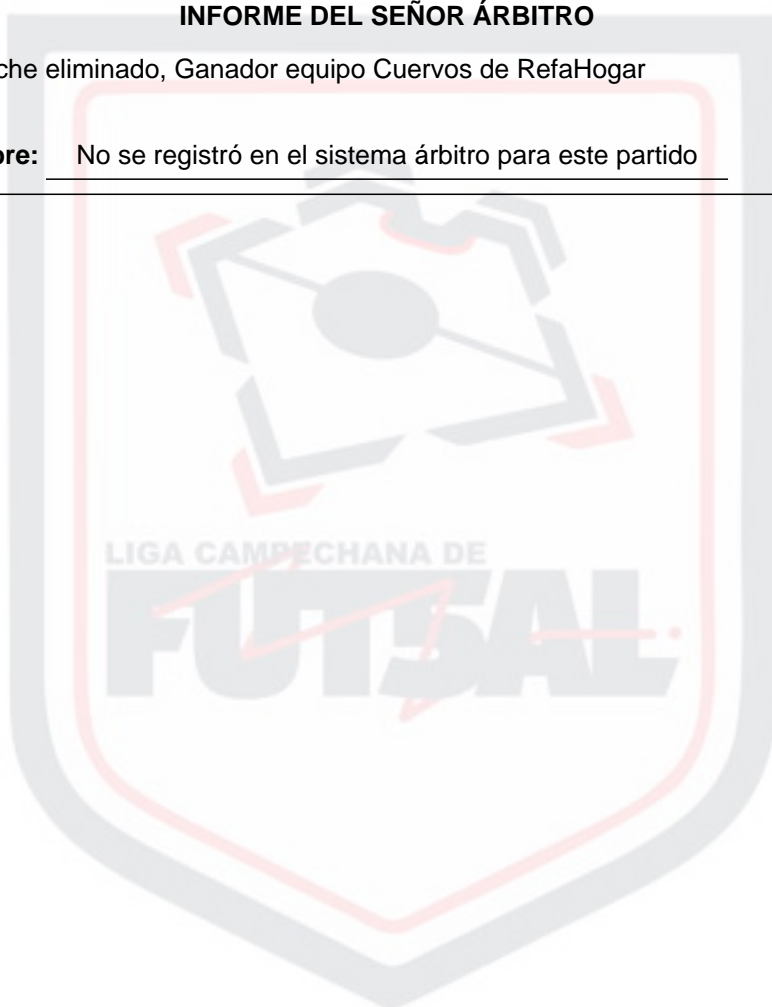 INFORME DEL SEÑOR ÁRBITRO
che eliminado, Ganador equipo Cuervos de RefaHogar
bre: No se registró en el sistema árbitro para este partido
LIGA CAMPECHANA DE
FUTSAL